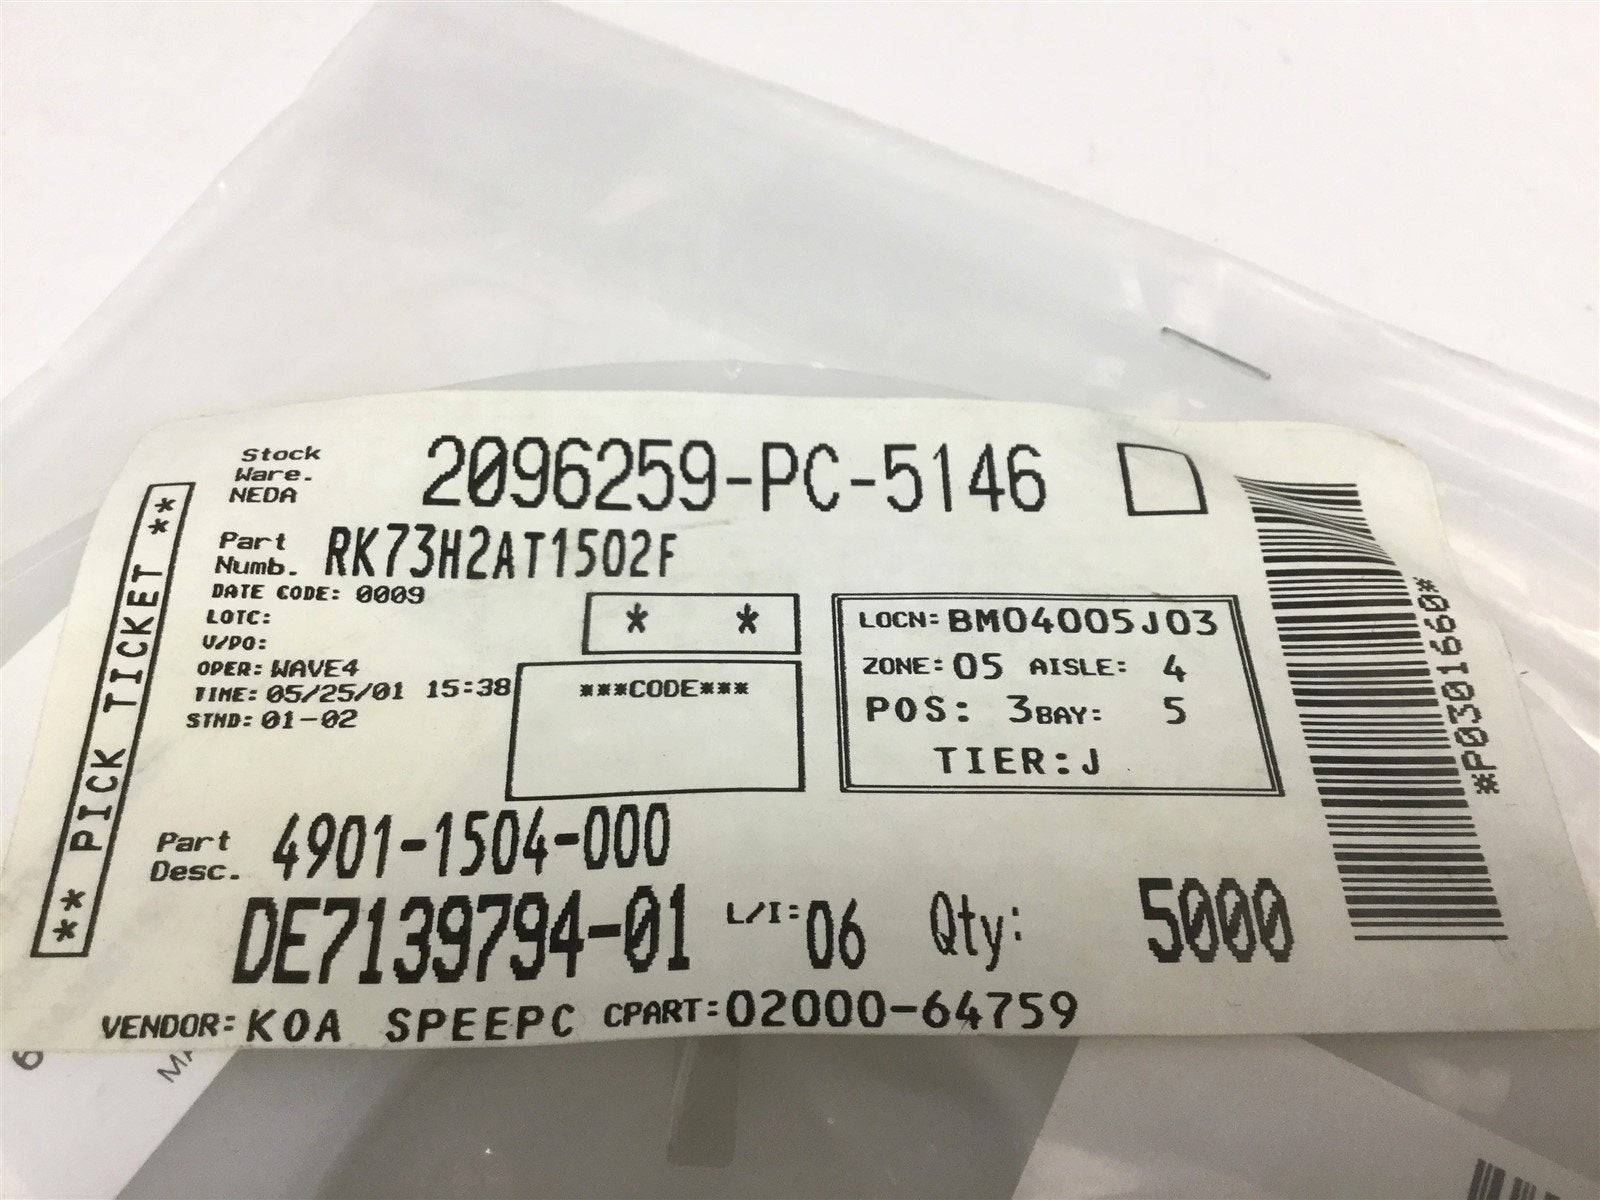 Stock
Ware.
NEDA
2096259-PC-5146
Part
Numb. RK73H2AT1502F
DATE CODE: 0009
LOTC:
V/PO:
OPER: WAVE4
TIME: 05/25/01 15:38
STND: 01-02
** PICK TICKET **
* *
***CODE***
LOCN: BM04005J03
ZONE: 05 AISLE: 4
POS: 3 BAY: 5
TIER: J
*P0301660*
Part
Desc. 4901-1504-000
DE7139794-01 L/I: 06 Qty: 5000
VENDOR: KOA SPEEPC CPART: 02000-64759